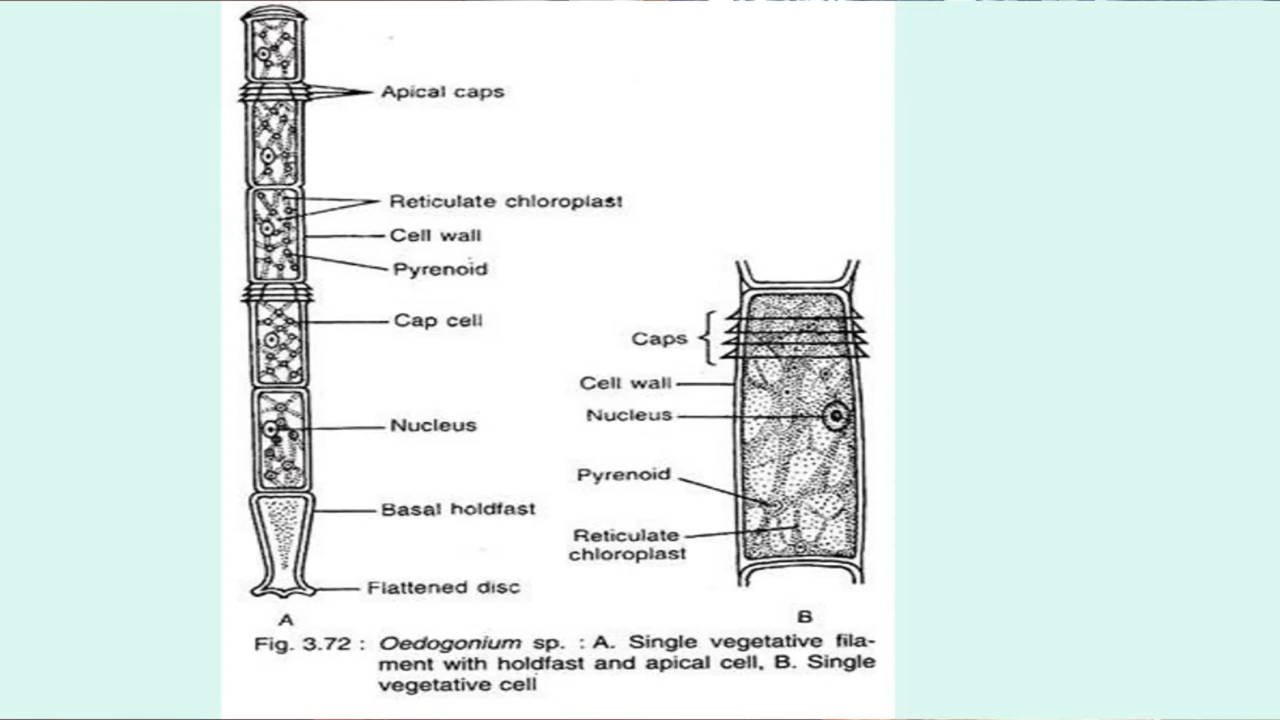 Apical caps
Reticulate chloroplast
Cell wall
Pyrenoid
Cap cell
Nucleus
Basal holdfast
Flattened disc
A
Caps
Cell wall
Nucleus
Pyrenoid
Reticulate
chloroplast
B
Fig. 3.72 : Oedogonium sp. : A. Single vegetative fila-
ment with holdfast and apical cell, B. Single
vegetative cell